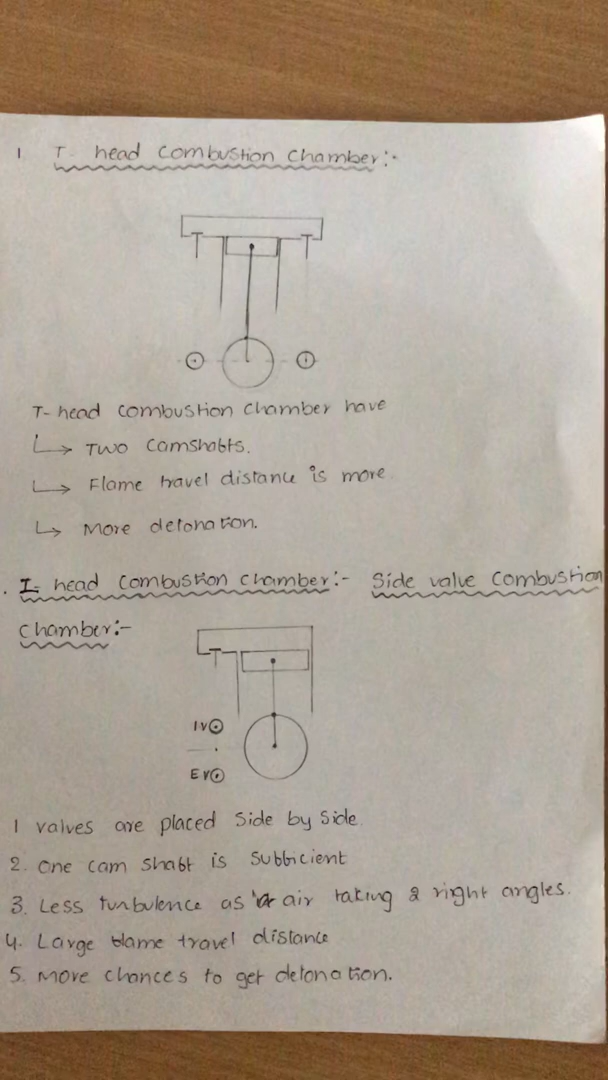 1 T- head Combustion Chamber:-
T-head combustion chamber have
↳ Two camshafts.
↳ Flame travel distance is more.
↳ More detonation.
. I- head combustion chamber:- Side valve combustion
chamber:-
IV
EV
1 valves are placed side by side.
2. One cam shaft is sufficient
3. Less turbulence as air taking 2 right angles.
4. Large flame travel distance
5. More chances to get detonation.